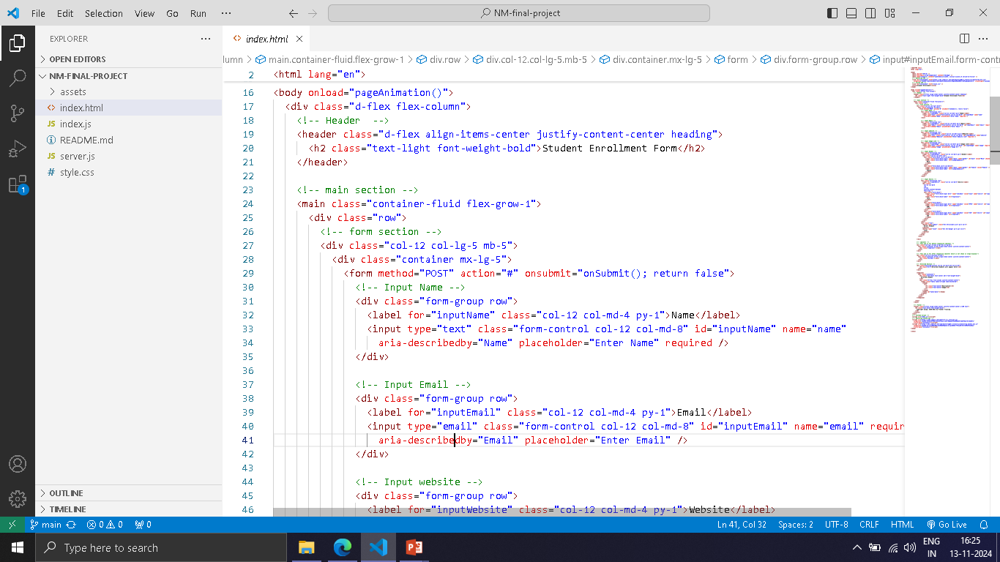 File Edit Selection View Go Run ··· NM-final-project
EXPLORER ···
OPEN EDITORS
NM-FINAL-PROJECT
assets
<> index.html
JS index.js
README.md
JS server.js
# style.css
OUTLINE
TIMELINE
<> index.html ×
lumn > main.container-fluid.flex-grow-1 > div.row > div.col-12.col-lg-5.mb-5 > div.container.mx-lg-5 > form > div.form-group.row > input#inputEmail.form-contr
2 <html lang="en">
16 <body onload="pageAnimation()">
17 <div class="d-flex flex-column">
18 <!-- Header  -->
19 <header class="d-flex align-items-center justify-content-center heading">
20 <h2 class="text-light font-weight-bold">Student Enrollment Form</h2>
21 </header>
22
23 <!-- main section -->
24 <main class="container-fluid flex-grow-1">
25 <div class="row">
26 <!-- form section -->
27 <div class="col-12 col-lg-5 mb-5">
28 <div class="container mx-lg-5">
29 <form method="POST" action="#" onsubmit="onSubmit(); return false">
30 <!-- Input Name -->
31 <div class="form-group row">
32 <label for="inputName" class="col-12 col-md-4 py-1">Name</label>
33 <input type="text" class="form-control col-12 col-md-8" id="inputName" name="name"
34 aria-describedby="Name" placeholder="Enter Name" required />
35 </div>
36
37 <!-- Input Email -->
38 <div class="form-group row">
39 <label for="inputEmail" class="col-12 col-md-4 py-1">Email</label>
40 <input type="email" class="form-control col-12 col-md-8" id="inputEmail" name="email" requir
41 aria-describedby="Email" placeholder="Enter Email" />
42 </div>
43
44 <!-- Input website -->
45 <div class="form-group row">
46 <label for="inputWebsite" class="col-12 col-md-4 py-1">Website</label>
1
main 0 0 0 Ln 41, Col 32 Spaces: 2 UTF-8 CRLF HTML Go Live
Type here to search
ENG
IN
16:25
13-11-2024